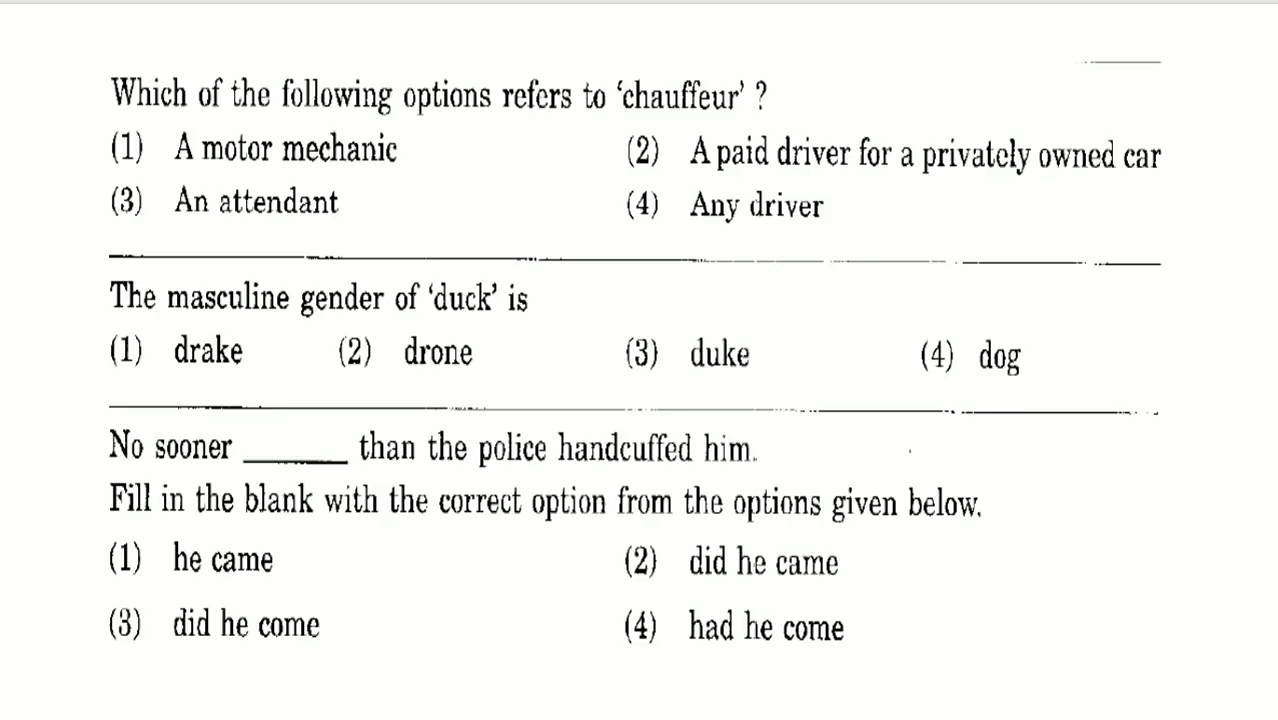 Which of the following options refers to ‘chauffeur’ ?
(1) A motor mechanic (2) A paid driver for a privately owned car
(3) An attendant (4) Any driver
The masculine gender of ‘duck’ is
(1) drake (2) drone (3) duke (4) dog
No sooner ______ than the police handcuffed him.
Fill in the blank with the correct option from the options given below.
(1) he came (2) did he came
(3) did he come (4) had he come